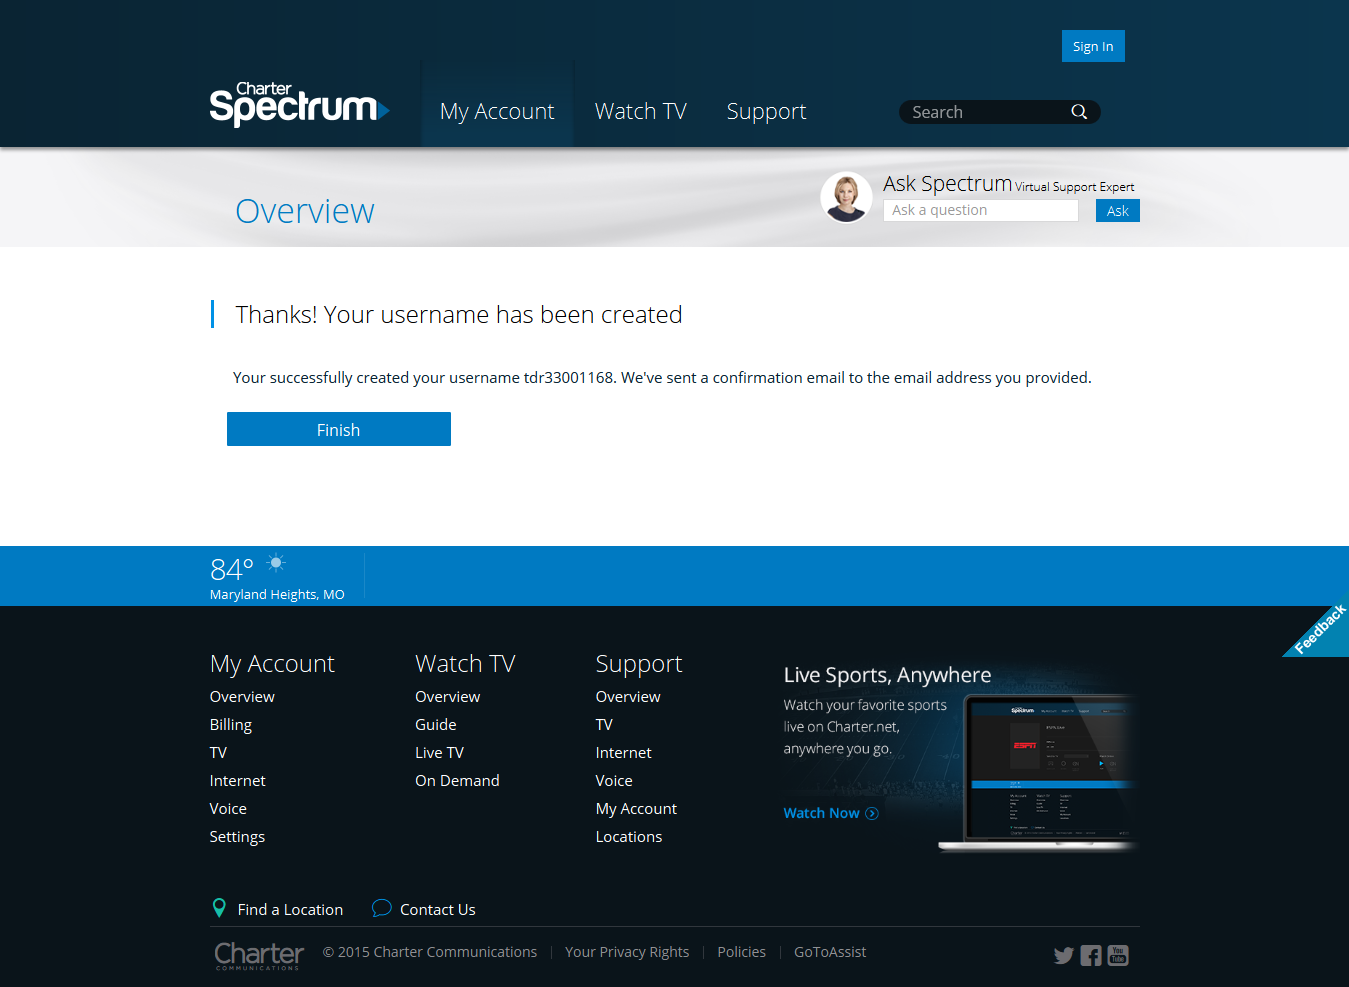 Sign In
Charter
Spectrum
My Account
Watch TV
Support
Search
Overview
Ask Spectrum Virtual Support Expert
Ask a question
Ask
Thanks! Your username has been created
Your successfully created your username tdr33001168. We've sent a confirmation email to the email address you provided.
Finish
84°
Maryland Heights, MO
Feedback
My Account
Overview
Billing
TV
Internet
Voice
Settings
Watch TV
Overview
Guide
Live TV
On Demand
Support
Overview
TV
Internet
Voice
My Account
Locations
Live Sports, Anywhere
Watch your favorite sports
live on Charter.net,
anywhere you go.
Watch Now
Spectrum
ESPN
Find a Location
Contact Us
Charter
COMMUNICATIONS
© 2015 Charter Communications
Your Privacy Rights
Policies
GoToAssist
You
Tube